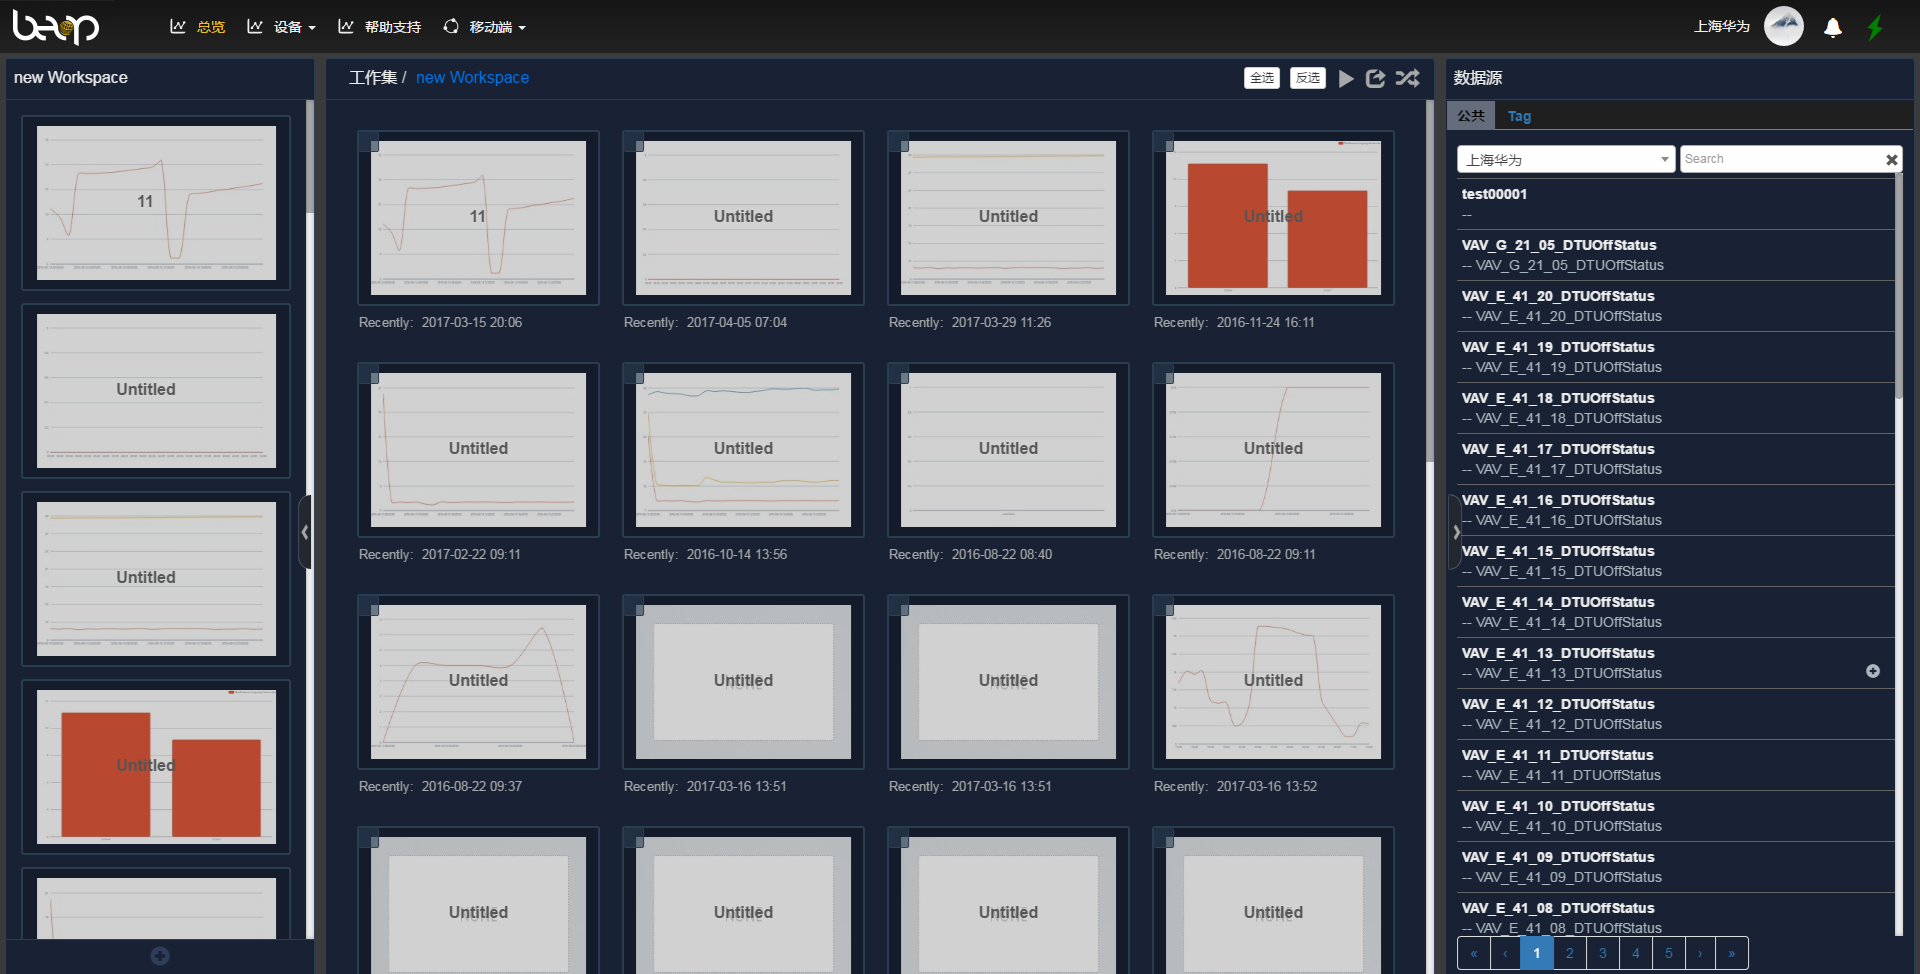 beop
总览
设备
帮助支持
移动端
上海华为
new Workspace
11
Untitled
Untitled
Untitled
工作集 / new Workspace
全选
反选
11
Untitled
Untitled
Untitled
Recently: 2017-03-15 20:06
Recently: 2017-04-05 07:04
Recently: 2017-03-29 11:26
Recently: 2016-11-24 16:11
Untitled
Untitled
Untitled
Untitled
Recently: 2017-02-22 09:11
Recently: 2016-10-14 13:56
Recently: 2016-08-22 08:40
Recently: 2016-08-22 09:11
Untitled
Untitled
Untitled
Untitled
Recently: 2016-08-22 09:37
Recently: 2017-03-16 13:51
Recently: 2017-03-16 13:51
Recently: 2017-03-16 13:52
Untitled
Untitled
Untitled
Untitled
数据源
公共
Tag
上海华为
Search
test00001
--
VAV_G_21_05_DTUOffStatus
-- VAV_G_21_05_DTUOffStatus
VAV_E_41_20_DTUOffStatus
-- VAV_E_41_20_DTUOffStatus
VAV_E_41_19_DTUOffStatus
-- VAV_E_41_19_DTUOffStatus
VAV_E_41_18_DTUOffStatus
-- VAV_E_41_18_DTUOffStatus
VAV_E_41_17_DTUOffStatus
-- VAV_E_41_17_DTUOffStatus
VAV_E_41_16_DTUOffStatus
-- VAV_E_41_16_DTUOffStatus
VAV_E_41_15_DTUOffStatus
-- VAV_E_41_15_DTUOffStatus
VAV_E_41_14_DTUOffStatus
-- VAV_E_41_14_DTUOffStatus
VAV_E_41_13_DTUOffStatus
-- VAV_E_41_13_DTUOffStatus
VAV_E_41_12_DTUOffStatus
-- VAV_E_41_12_DTUOffStatus
VAV_E_41_11_DTUOffStatus
-- VAV_E_41_11_DTUOffStatus
VAV_E_41_10_DTUOffStatus
-- VAV_E_41_10_DTUOffStatus
VAV_E_41_09_DTUOffStatus
-- VAV_E_41_09_DTUOffStatus
VAV_E_41_08_DTUOffStatus
-- VAV_E_41_08_DTUOffStatus
« ‹ 1 2 3 4 5 › »